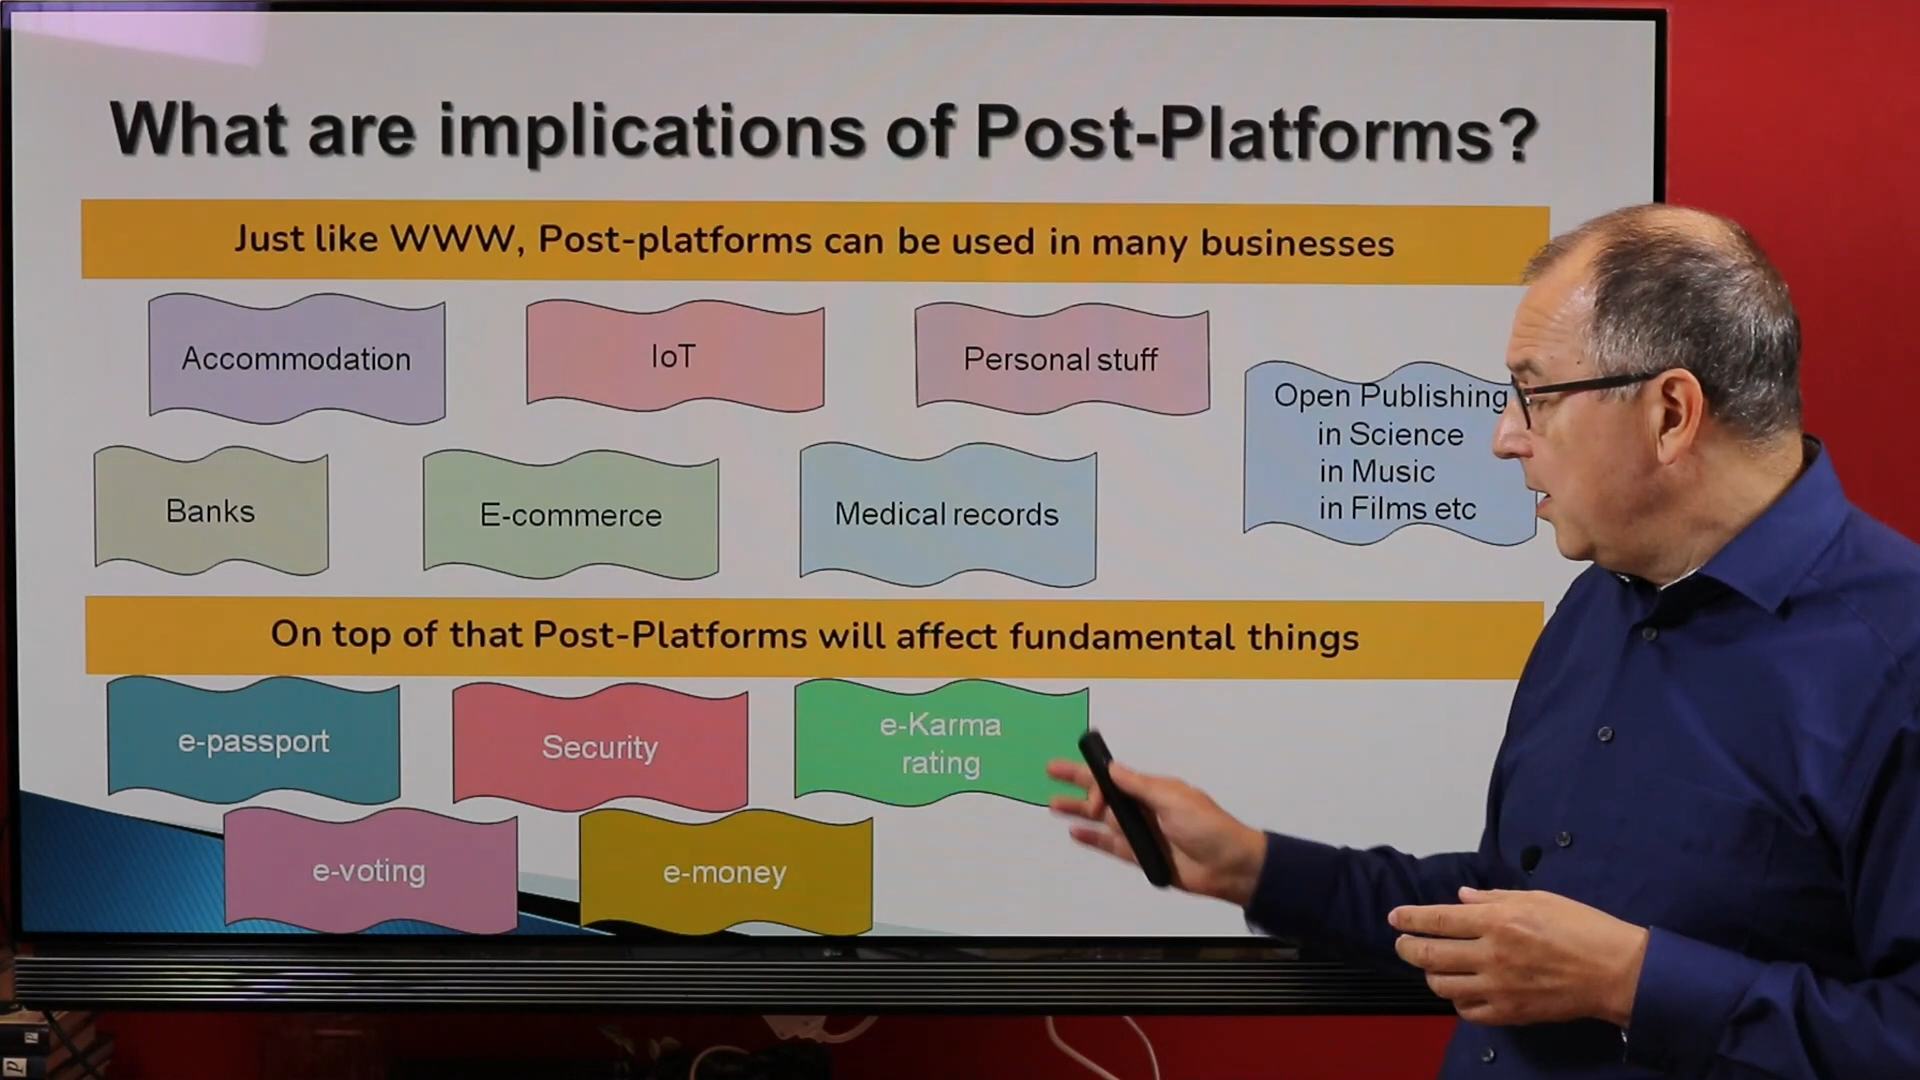 What are implications of Post-Platforms?
Just like WWW, Post-platforms can be used in many businesses
Accommodation
IoT
Personal stuff
Open Publishing
in Science
in Music
in Films etc
Banks
E-commerce
Medical records
On top of that Post-Platforms will affect fundamental things
e-passport
Security
e-Karma
rating
e-voting
e-money